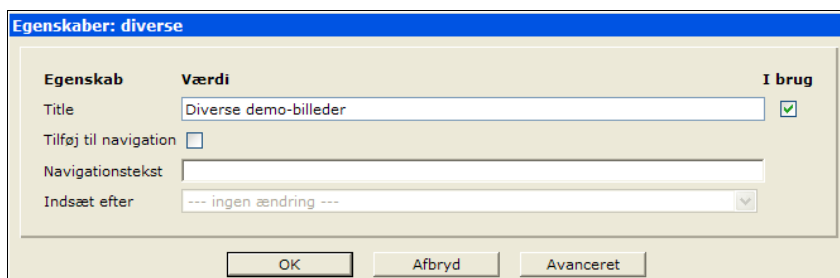 Egenskaber: diverse
Egenskab Værdi I brug
Title Diverse demo-billeder
Tilføj til navigation
Navigationstekst
Indsæt efter --- ingen ændring ---
OK Afbryd Avanceret